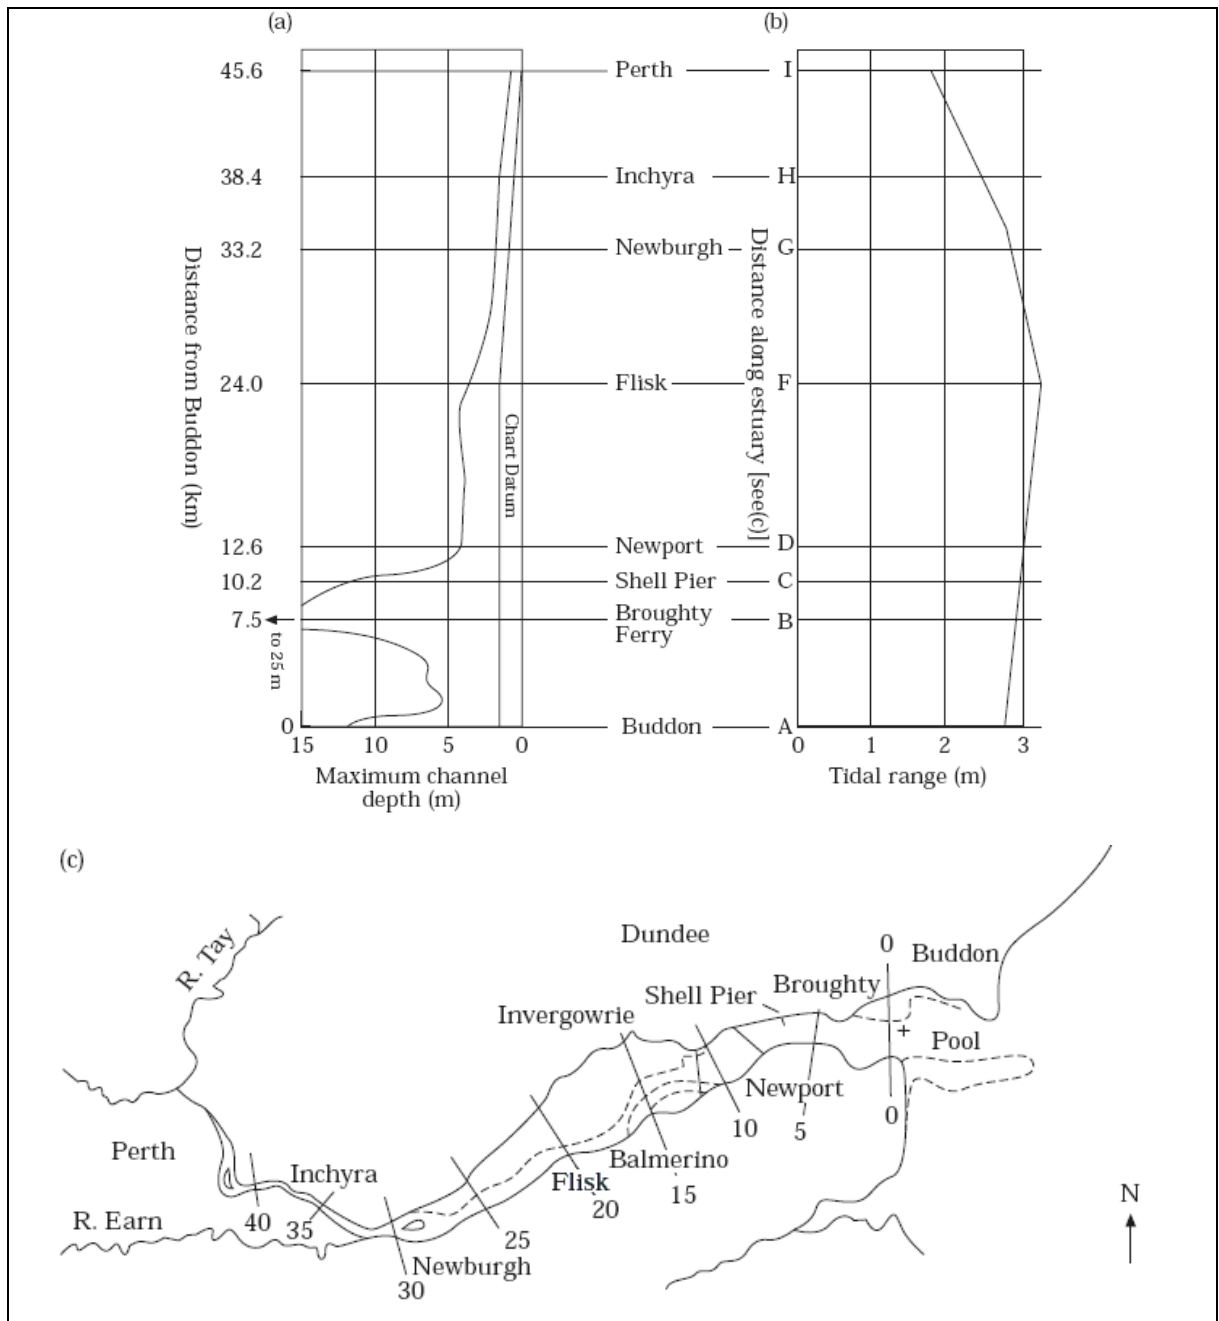 (a)
(b)
45.6
Perth
I
38.4
Inchyra
H
33.2
Newburgh
G
24.0
Flisk
F
12.6
Newport
D
10.2
Shell Pier
C
7.5
Broughty
Ferry
B
0
Buddon
A
Distance from Buddon (km)
to 25 m
Chart Datum
Distance along estuary [see(c)]
15 10 5 0
Maximum channel
depth (m)
0 1 2 3
Tidal range (m)
(c)
R. Tay
Dundee
0
Buddon
Broughty
Shell Pier
Invergowrie
+
Pool
Newport
0
10
5
Perth
Inchyra
Balmerino
Flisk
15
20
R. Earn
40
35
25
Newburgh
30
N